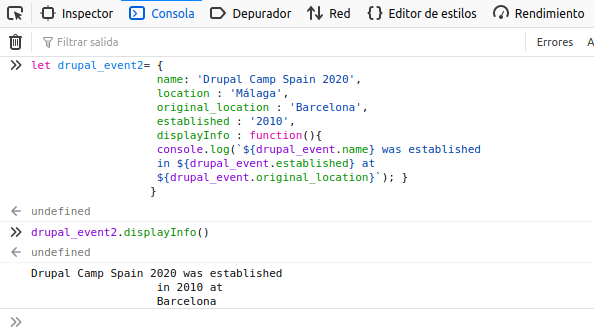 Inspector Consola Depurador Red Editor de estilos Rendimiento
Filtrar salida Errores A
let drupal_event2= {
name: 'Drupal Camp Spain 2020',
location : 'Málaga',
original_location : 'Barcelona',
established : '2010',
displayInfo : function(){
console.log(`${drupal_event.name} was established
in ${drupal_event.established} at
${drupal_event.original_location}`); }
}
undefined
drupal_event2.displayInfo()
undefined
Drupal Camp Spain 2020 was established
in 2010 at
Barcelona